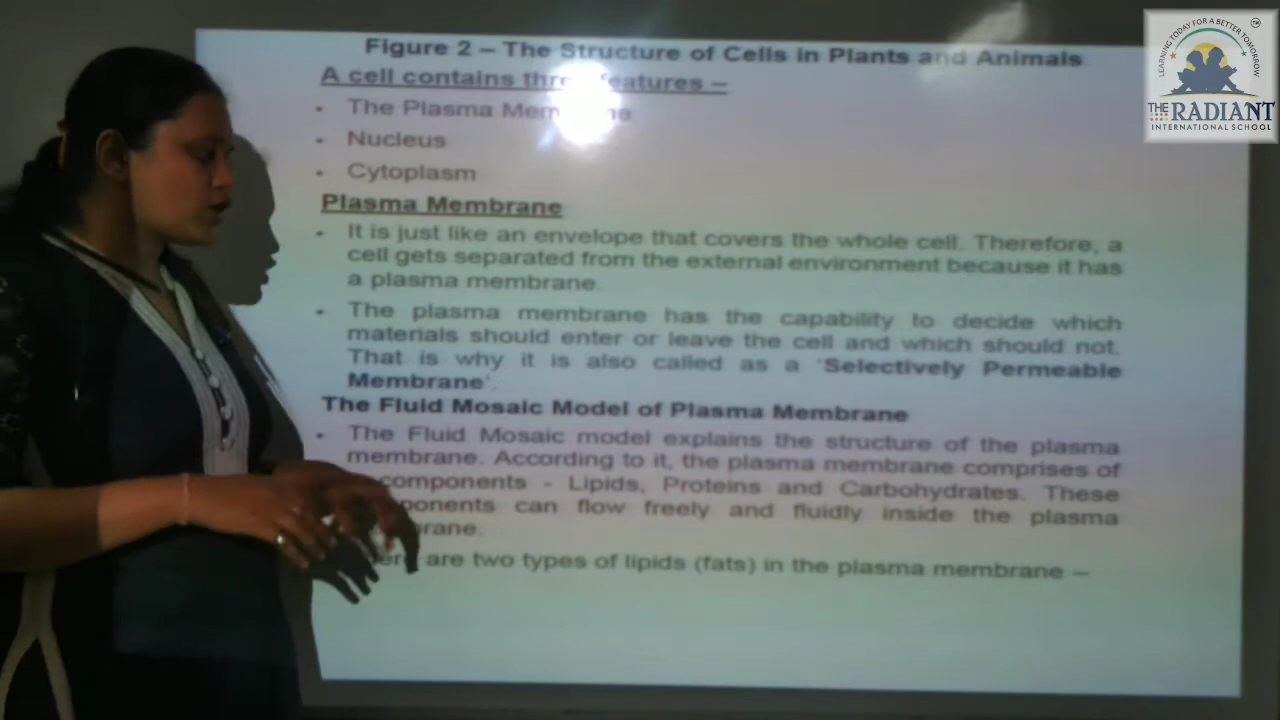 Figure 2 – The Structure of Cells in Plants and Animals
A cell contains three features –
• The Plasma Membrane
• Nucleus
• Cytoplasm
Plasma Membrane
• It is just like an envelope that covers the whole cell. Therefore, a
cell gets separated from the external environment because it has
a plasma membrane.
• The plasma membrane has the capability to decide which
materials should enter or leave the cell and which should not.
That is why it is also called as a 'Selectively Permeable
Membrane'.
The Fluid Mosaic Model of Plasma Membrane
• The Fluid Mosaic model explains the structure of the plasma
membrane. According to it, the plasma membrane comprises of
components - Lipids, Proteins and Carbohydrates. These
ponents can flow freely and fluidly inside the plasma
rane.
are two types of lipids (fats) in the plasma membrane –
LEARNING TODAY FOR A BETTER TOMORROW
TM
THE RADIANT
INTERNATIONAL SCHOOL